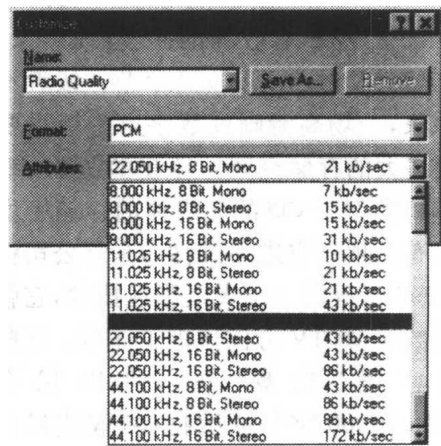 Customize
Name:
Radio Quality Save As... Remove
Format: PCM
Attributes: 22.050 kHz, 8 Bit, Mono 21 kb/sec
8.000 kHz, 8 Bit, Mono 7 kb/sec
8.000 kHz, 8 Bit, Stereo 15 kb/sec
8.000 kHz, 16 Bit, Mono 15 kb/sec
8.000 kHz, 16 Bit, Stereo 31 kb/sec
11.025 kHz, 8 Bit, Mono 10 kb/sec
11.025 kHz, 8 Bit, Stereo 21 kb/sec
11.025 kHz, 16 Bit, Mono 21 kb/sec
11.025 kHz, 16 Bit, Stereo 43 kb/sec
22.050 kHz, 8 Bit, Stereo 43 kb/sec
22.050 kHz, 16 Bit, Mono 43 kb/sec
22.050 kHz, 16 Bit, Stereo 86 kb/sec
44.100 kHz, 8 Bit, Mono 43 kb/sec
44.100 kHz, 8 Bit, Stereo 86 kb/sec
44.100 kHz, 16 Bit, Mono 86 kb/sec
44.100 kHz, 16 Bit, Stereo 172 kb/sec